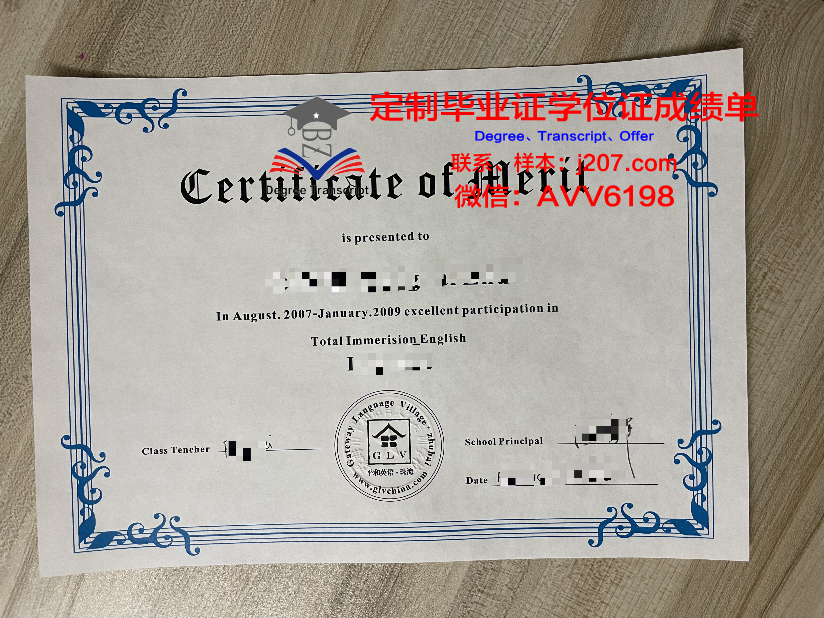 定制毕业证学位证成绩单
Degree、Transcript、Offer
BZ
联系、样本：j207.com
Degree Transcript
微信：AVV6198
Certificate of Merit
is presented to
In August. 2007-January.2009 excellent participation in
Total Immerision English
Gateway Language Village, zhuhai
GLV
www.glvchina.com
Class Tencher
School Principal
Date